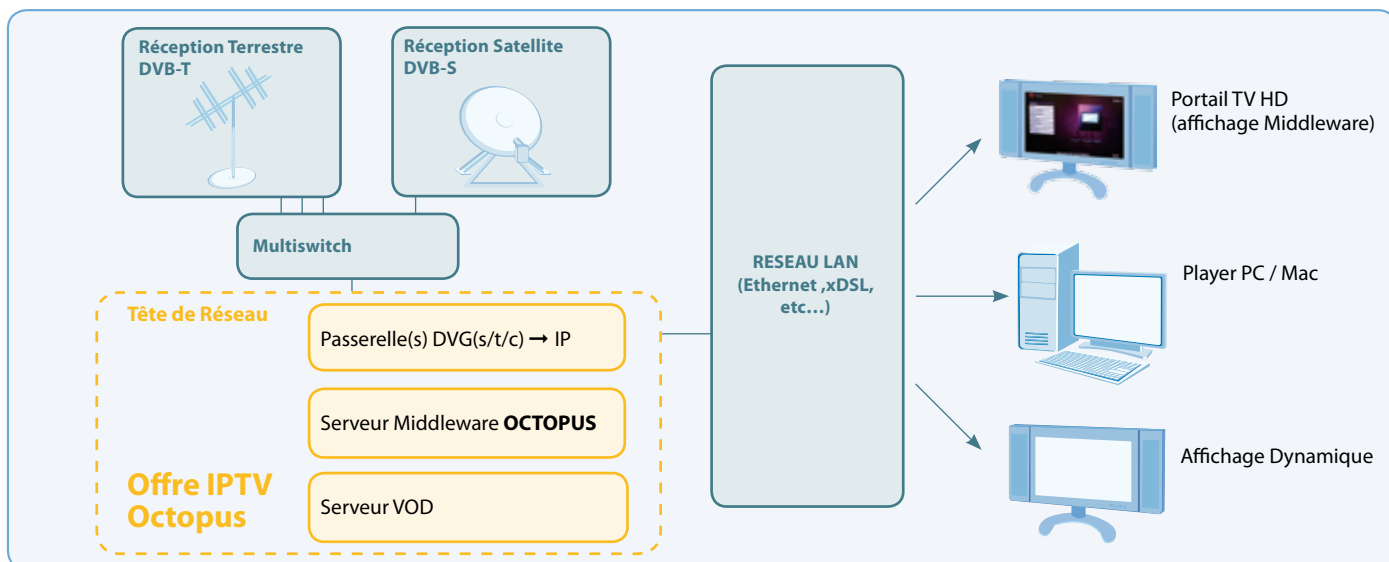 Réception Terrestre
DVB-T
Réception Satellite
DVB-S
Multiswitch
Tête de Réseau
Passerelle(s) DVG(s/t/c) ➞ IP
Serveur Middleware OCTOPUS
Offre IPTV
Octopus
Serveur VOD
RESEAU LAN
(Ethernet ,xDSL,
etc…)
Portail TV HD
(affichage Middleware)
Player PC / Mac
Affichage Dynamique